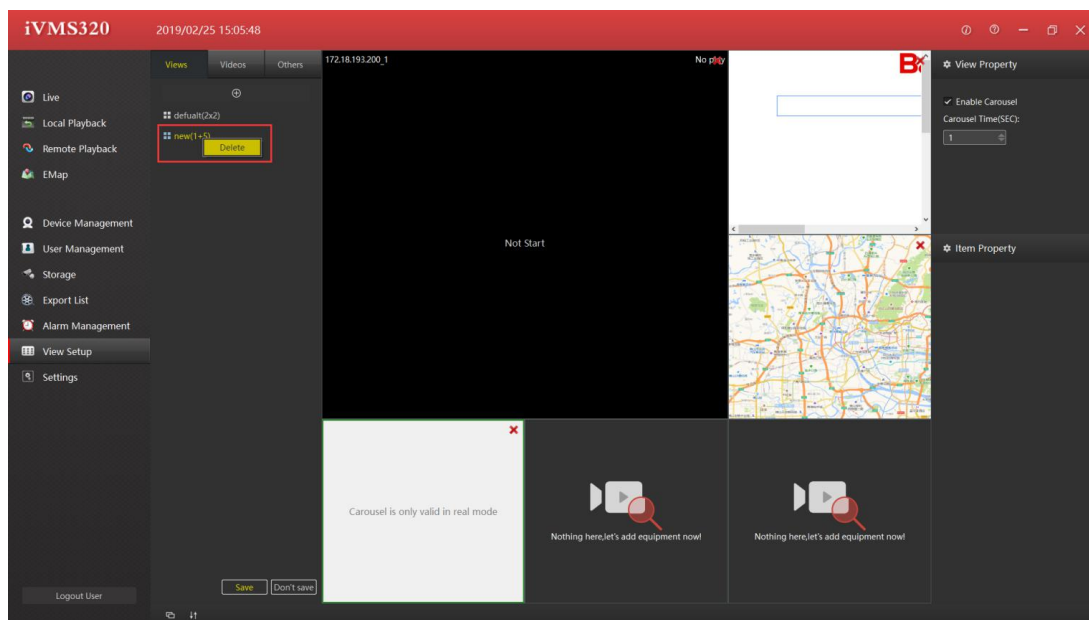 iVMS320
2019/02/25 15:05:48
Views Videos Others
defualt(2x2)
new(1+5)
Delete
Save Don't save
Live
Local Playback
Remote Playback
EMap
Device Management
User Management
Storage
Export List
Alarm Management
View Setup
Settings
Logout User
172.18.193.200_1 No play
Not Start
Carousel is only valid in real mode
Nothing here,let's add equipment now!
Nothing here,let's add equipment now!
View Property
Enable Carousel
Carousel Time(SEC):
1
Item Property